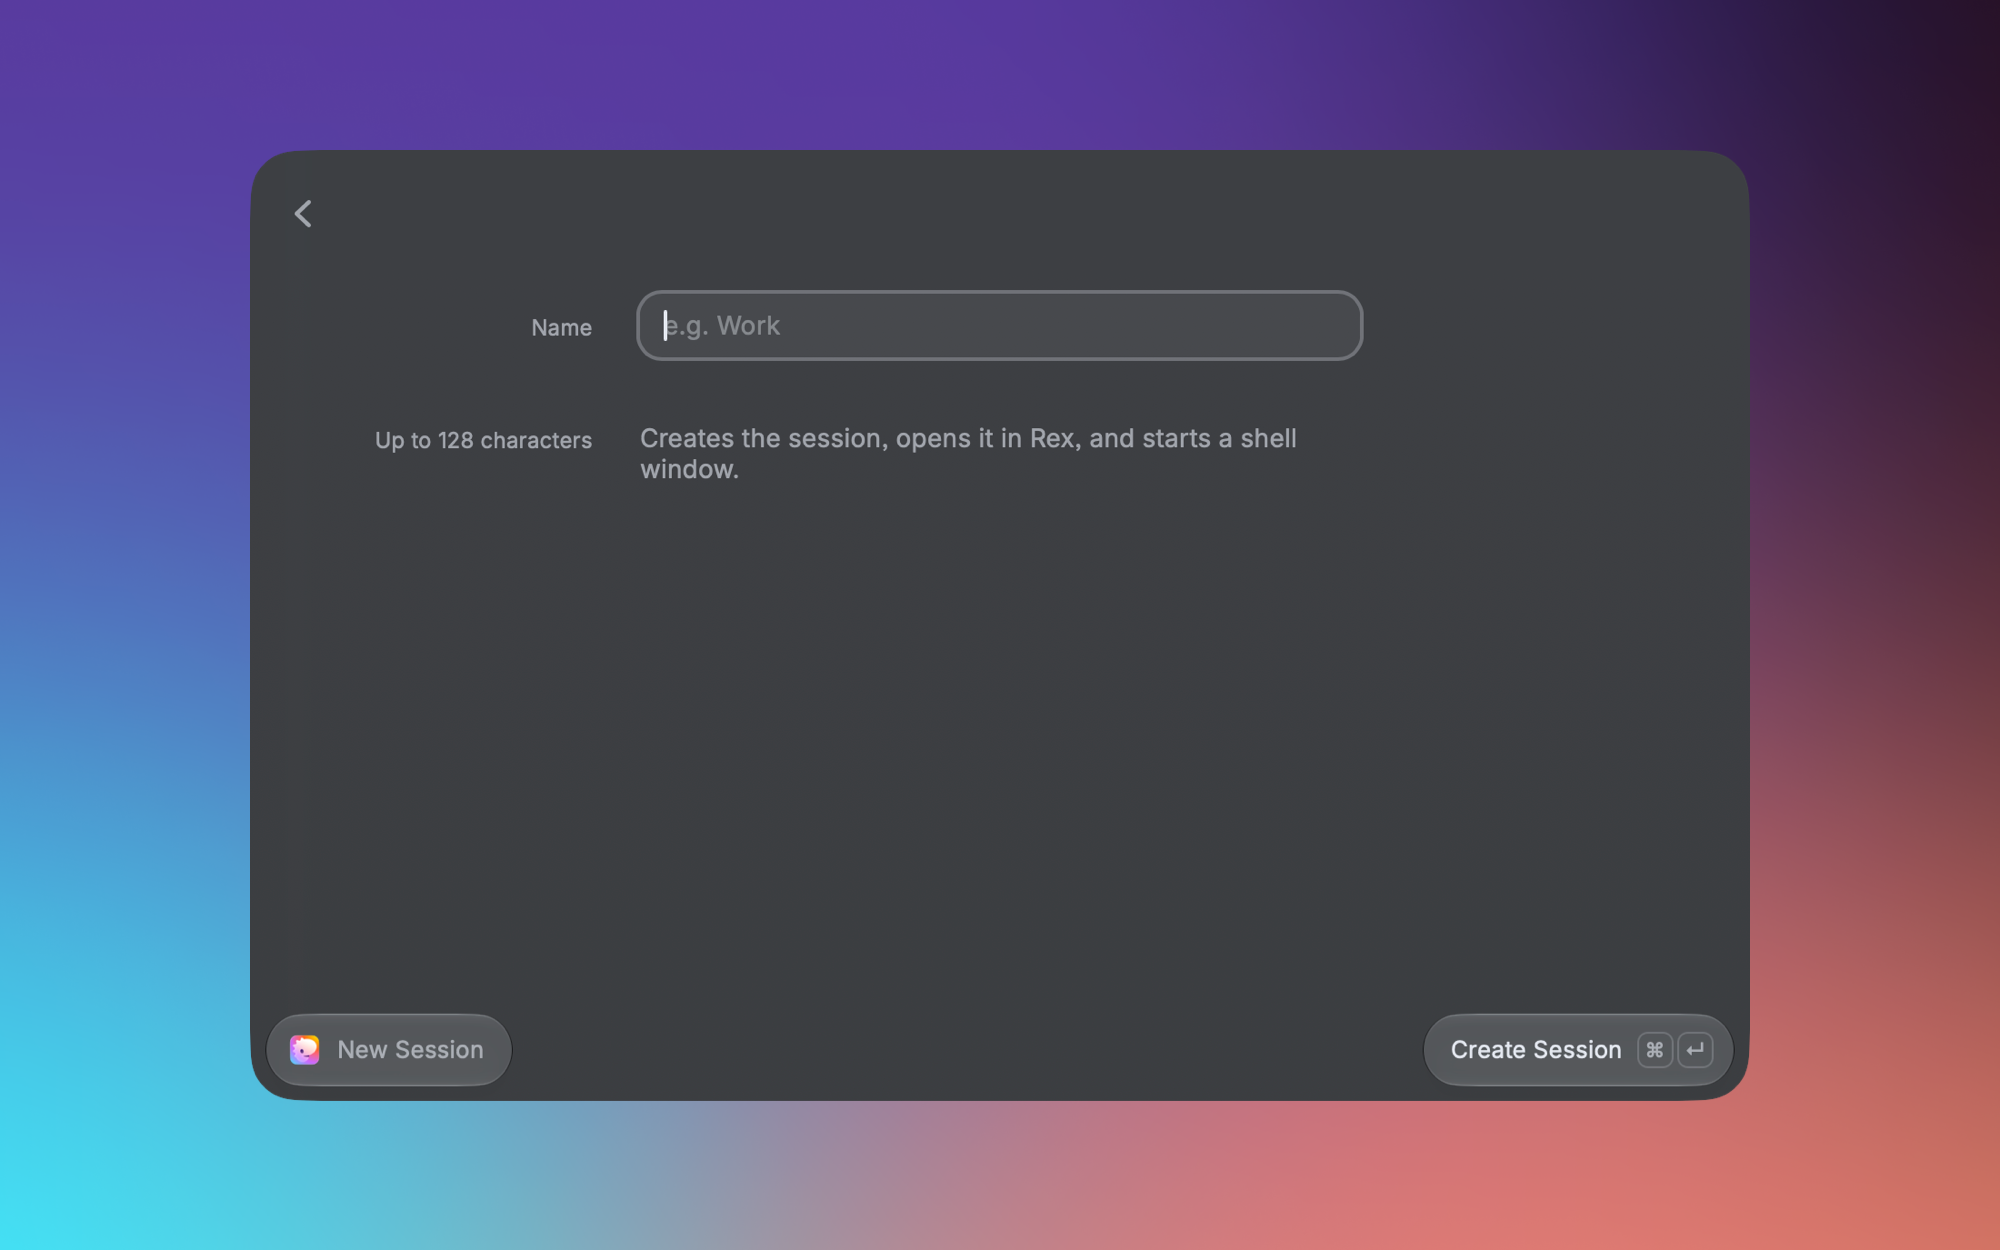 Name
e.g. Work
Up to 128 characters
Creates the session, opens it in Rex, and starts a shell
window.
New Session
Create Session ⌘ ↵